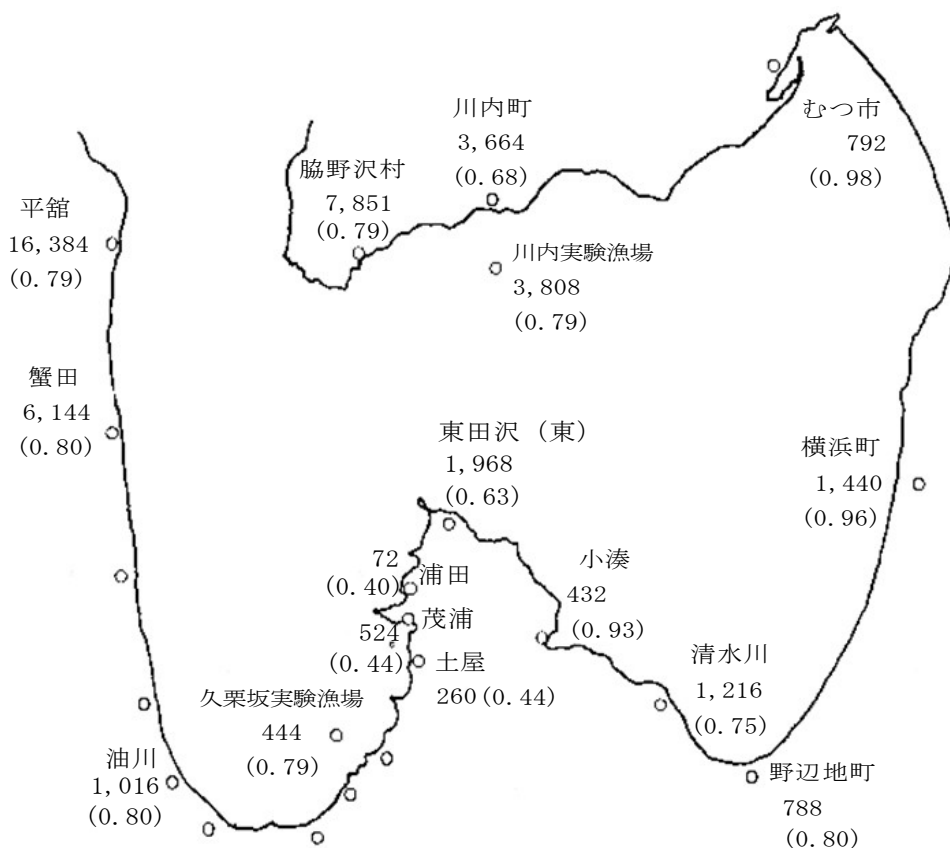 川内町
3,664
(0.68)
むつ市
792
(0.98)
脇野沢村
7,851
(0.79)
平舘
16,384
(0.79)
川内実験漁場
3,808
(0.79)
蟹田
6,144
(0.80)
東田沢（東）
1,968
(0.63)
横浜町
1,440
(0.96)
72
(0.40)
浦田
小湊
432
(0.93)
524
(0.44)
茂浦
土屋
260(0.44)
清水川
1,216
(0.75)
久栗坂実験漁場
444
(0.79)
油川
1,016
(0.80)
野辺地町
788
(0.80)